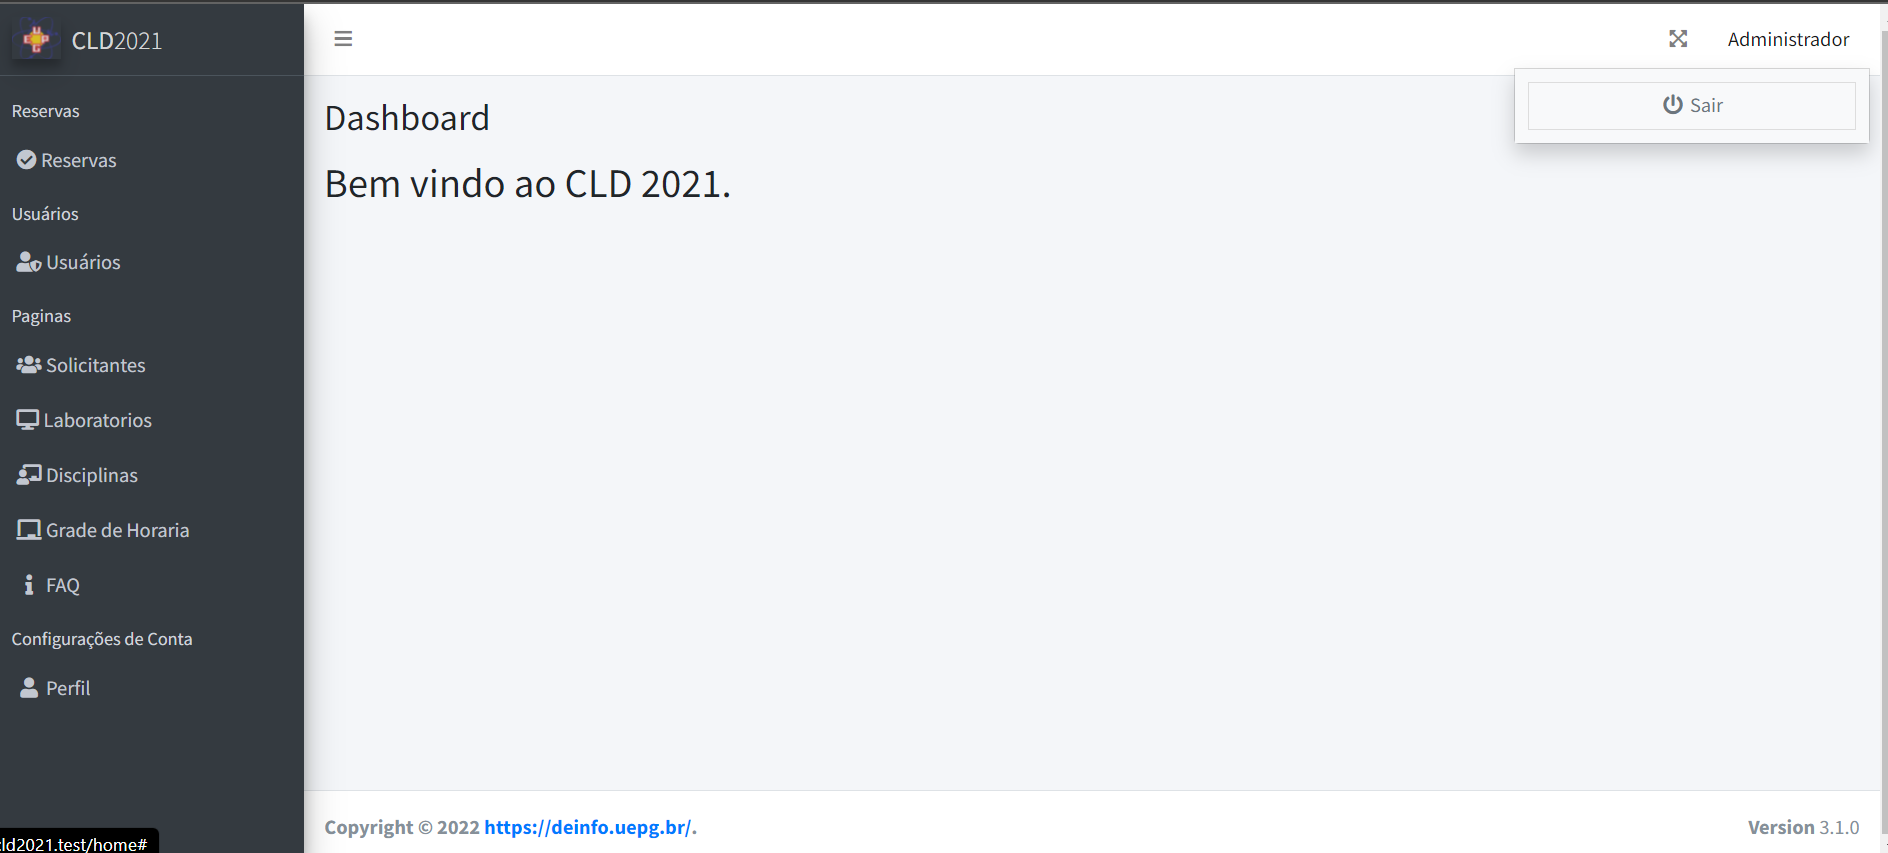 CLD2021
Administrador
Sair
Reservas
Reservas
Usuários
Usuários
Paginas
Solicitantes
Laboratorios
Disciplinas
Grade de Horaria
FAQ
Configurações de Conta
Perfil
Dashboard
Bem vindo ao CLD 2021.
Copyright © 2022 https://deinfo.uepg.br/.
Version 3.1.0
cld2021.test/home#